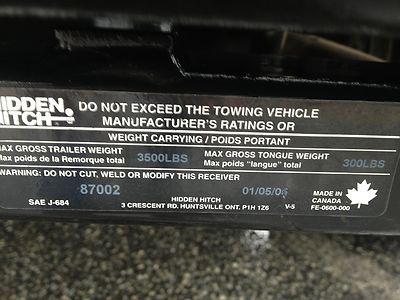 HIDDEN HITCH
DO NOT EXCEED THE TOWING VEHICLE
MANUFACTURER'S RATINGS OR
WEIGHT CARRYING / POIDS PORTANT
MAX GROSS TRAILER WEIGHT
Max poids de la Remorque total 3500LBS
MAX GROSS TONGUE WEIGHT
Max poids "langue" total 300LBS
WARNING: DO NOT CUT, WELD OR MODIFY THIS RECEIVER
87002 01/05/06
MADE IN
CANADA
SAE J-684
HIDDEN HITCH
3 CRESCENT RD. HUNTSVILLE ONT. P1H 1Z6 V-5 FE-0600-000